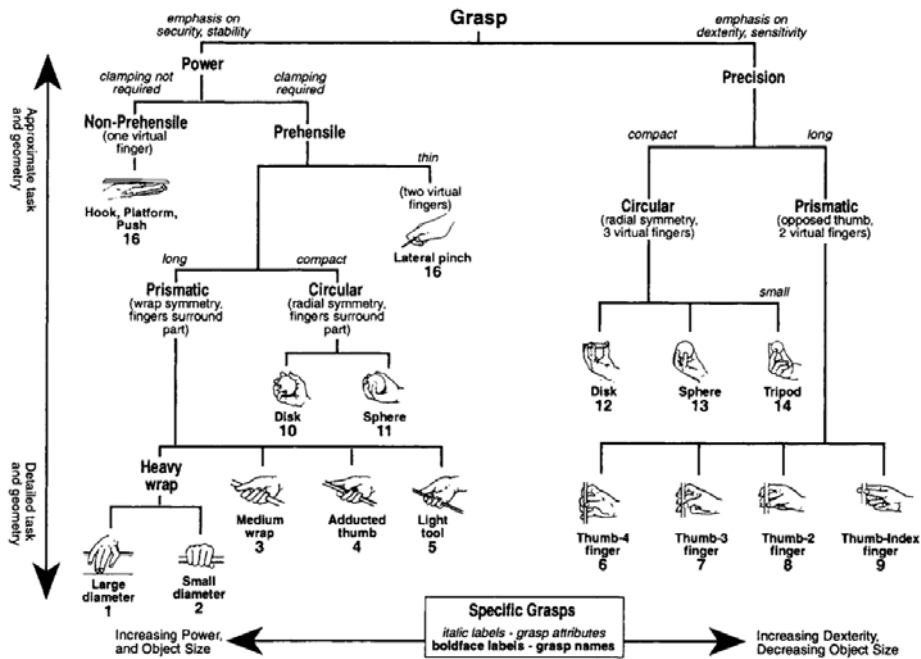 Grasp
emphasis on
security, stability
emphasis on
dexterity, sensitivity
Power
Precision
clamping not
required
clamping
required
Approximate task
and geometry
Non-Prehensile
(one virtual
finger)
Prehensile
compact
long
thin
(two virtual
fingers)
Hook, Platform,
Push
16
Lateral pinch
16
Circular
(radial symmetry,
3 virtual fingers)
Prismatic
(opposed thumb,
2 virtual fingers)
long
compact
Prismatic
(wrap symmetry,
fingers surround
part)
Circular
(radial symmetry,
fingers surround
part)
small
Disk
10
Sphere
11
Disk
12
Sphere
13
Tripod
14
Detailed task
and geometry
Heavy
wrap
Medium
wrap
3
Adducted
thumb
4
Light
tool
5
Thumb-4
finger
6
Thumb-3
finger
7
Thumb-2
finger
8
Thumb-Index
finger
9
Large
diameter
1
Small
diameter
2
Increasing Power,
and Object Size
Specific Grasps
italic labels - grasp attributes
boldface labels - grasp names
Increasing Dexterity,
Decreasing Object Size